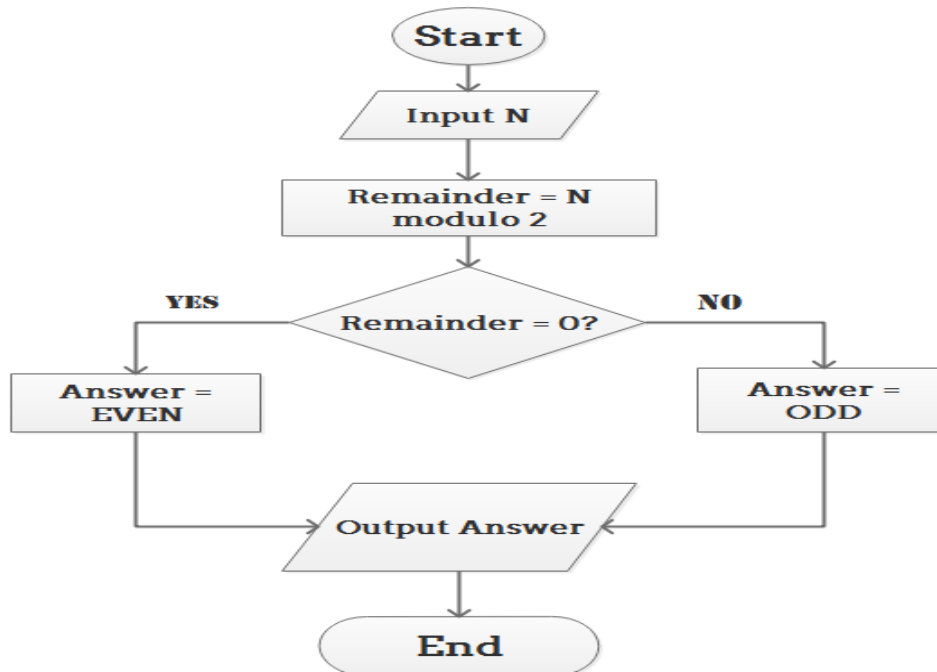 Start
Input N
Remainder = N
modulo 2
YES
NO
Remainder = 0?
Answer =
EVEN
Answer =
ODD
Output Answer
End